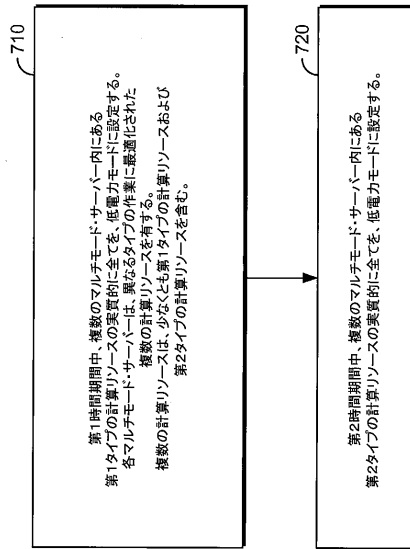 710
第1時間期間中、複数のマルチモード・サーバー内にある
第1タイプの計算リソースの実質的に全てを、低電力モードに設定する。
各マルチモード・サーバーは、異なるタイプの作業に最適化された
複数の計算リソースを有する。
複数の計算リソースは、少なくとも第1タイプの計算リソースおよび
第2タイプの計算リソースを含む。
720
第2時間期間中、複数のマルチモード・サーバー内にある
第2タイプの計算リソースの実質的に全てを、低電力モードに設定する。